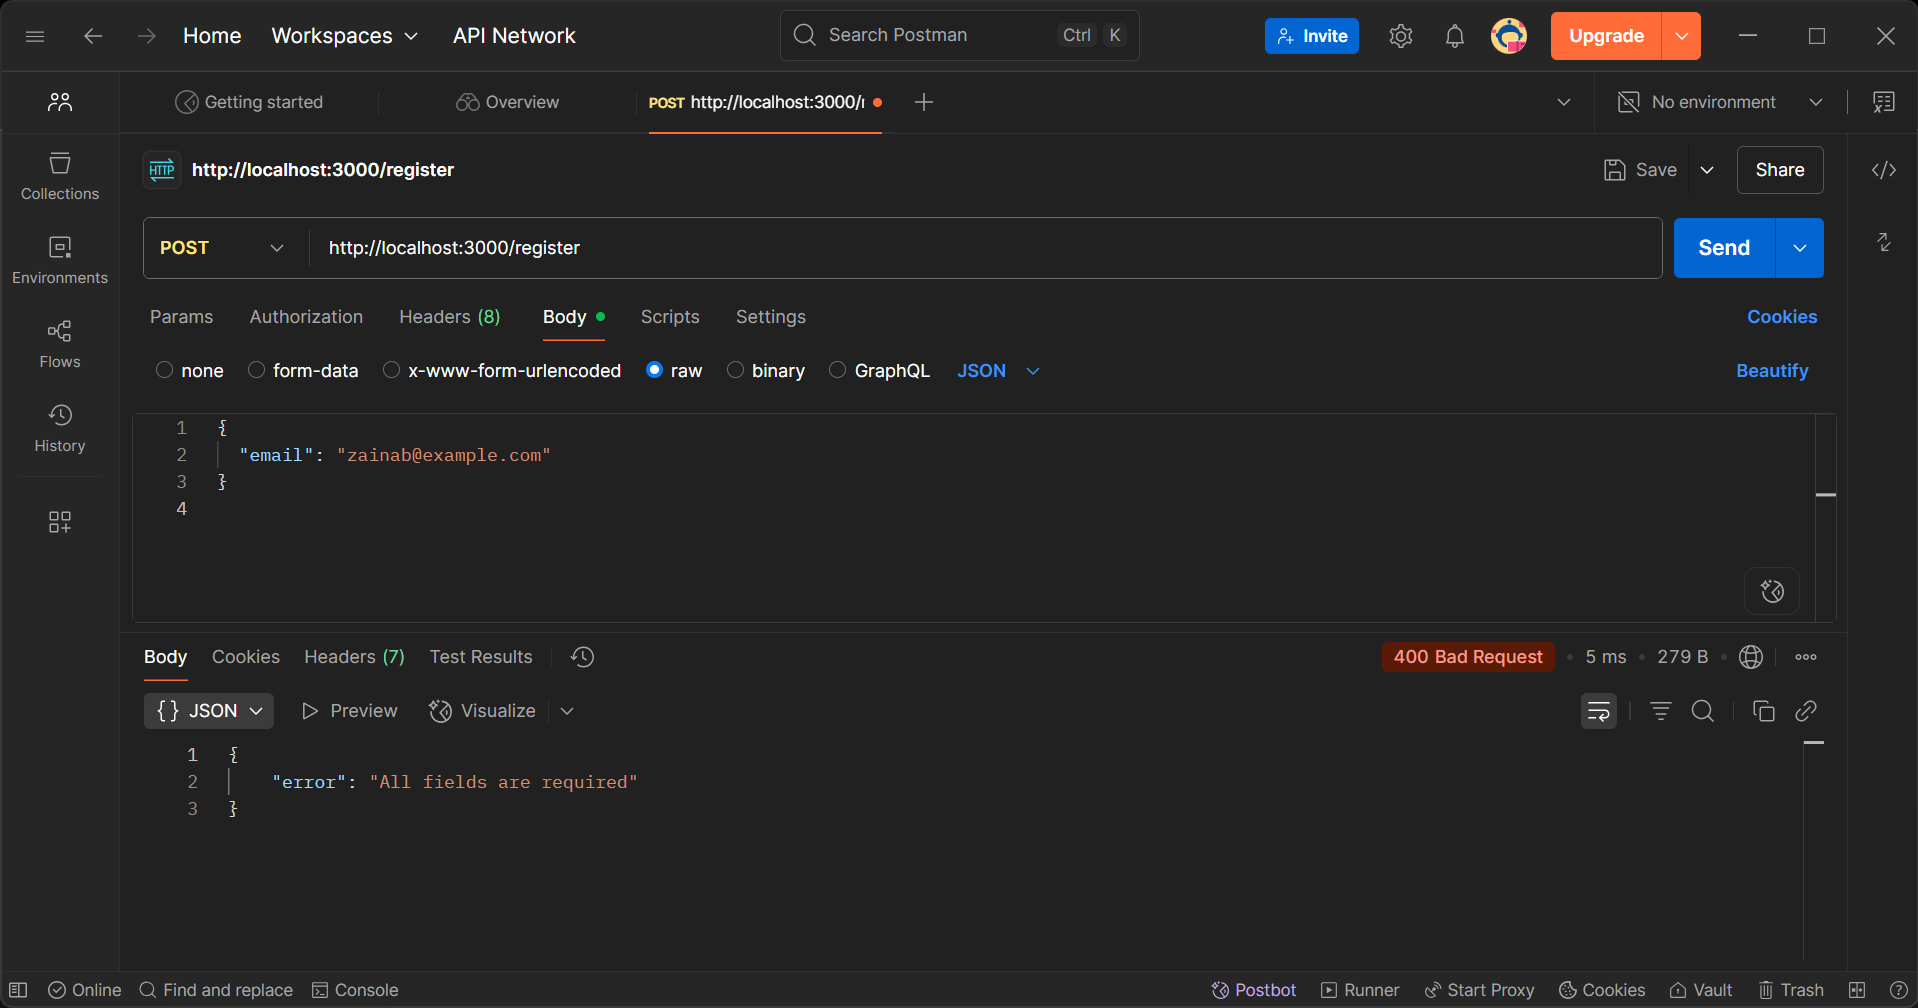 Home Workspaces API Network Search Postman Ctrl K Invite Upgrade
Getting started Overview POST http://localhost:3000/r No environment
HTTP http://localhost:3000/register Save Share
Collections
Environments
Flows
History
POST http://localhost:3000/register Send
Params Authorization Headers (8) Body Scripts Settings Cookies
none form-data x-www-form-urlencoded raw binary GraphQL JSON Beautify
1 {
2 "email": "zainab@example.com"
3 }
4
Body Cookies Headers (7) Test Results 400 Bad Request • 5 ms • 279 B •
{} JSON Preview Visualize
1 {
2 "error": "All fields are required"
3 }
Online Find and replace Console Postbot Runner Start Proxy Cookies Vault Trash